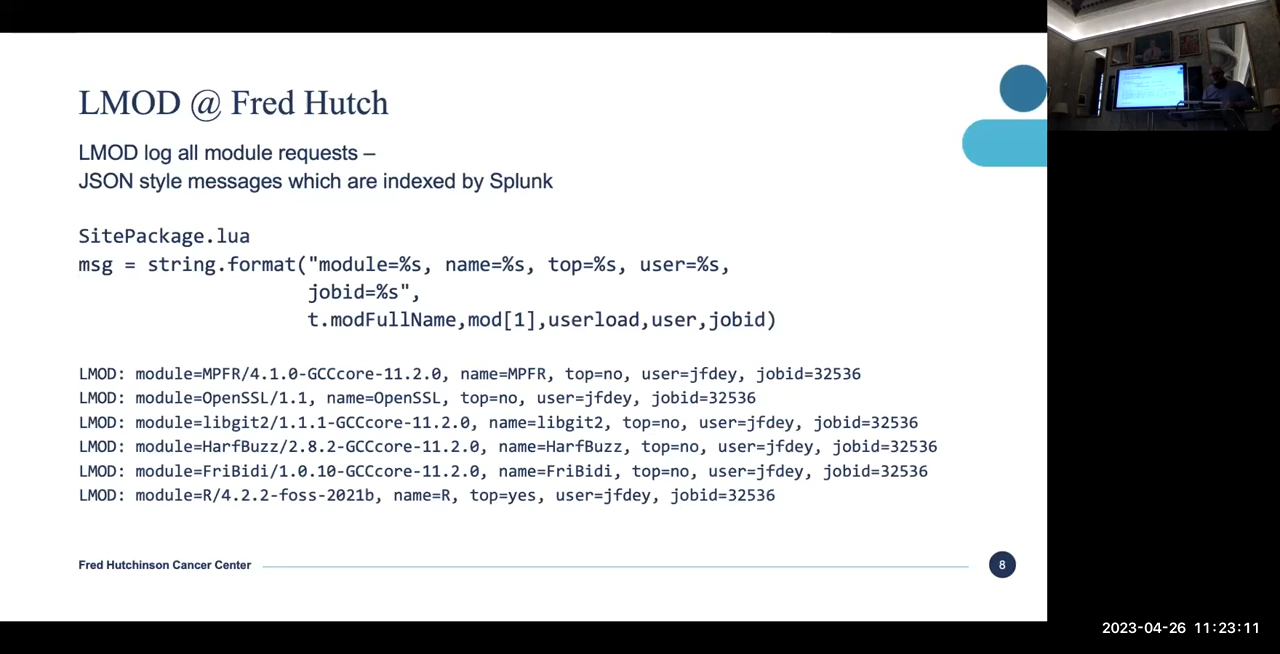 LMOD @ Fred Hutch
LMOD log all module requests –
JSON style messages which are indexed by Splunk
SitePackage.lua
msg = string.format("module=%s, name=%s, top=%s, user=%s,
jobid=%s",
t.modFullName,mod[1],userload,user,jobid)
LMOD: module=MPFR/4.1.0-GCCcore-11.2.0, name=MPFR, top=no, user=jfdey, jobid=32536
LMOD: module=OpenSSL/1.1, name=OpenSSL, top=no, user=jfdey, jobid=32536
LMOD: module=libgit2/1.1.1-GCCcore-11.2.0, name=libgit2, top=no, user=jfdey, jobid=32536
LMOD: module=HarfBuzz/2.8.2-GCCcore-11.2.0, name=HarfBuzz, top=no, user=jfdey, jobid=32536
LMOD: module=FriBidi/1.0.10-GCCcore-11.2.0, name=FriBidi, top=no, user=jfdey, jobid=32536
LMOD: module=R/4.2.2-foss-2021b, name=R, top=yes, user=jfdey, jobid=32536
Fred Hutchinson Cancer Center
8
2023-04-26 11:23:11